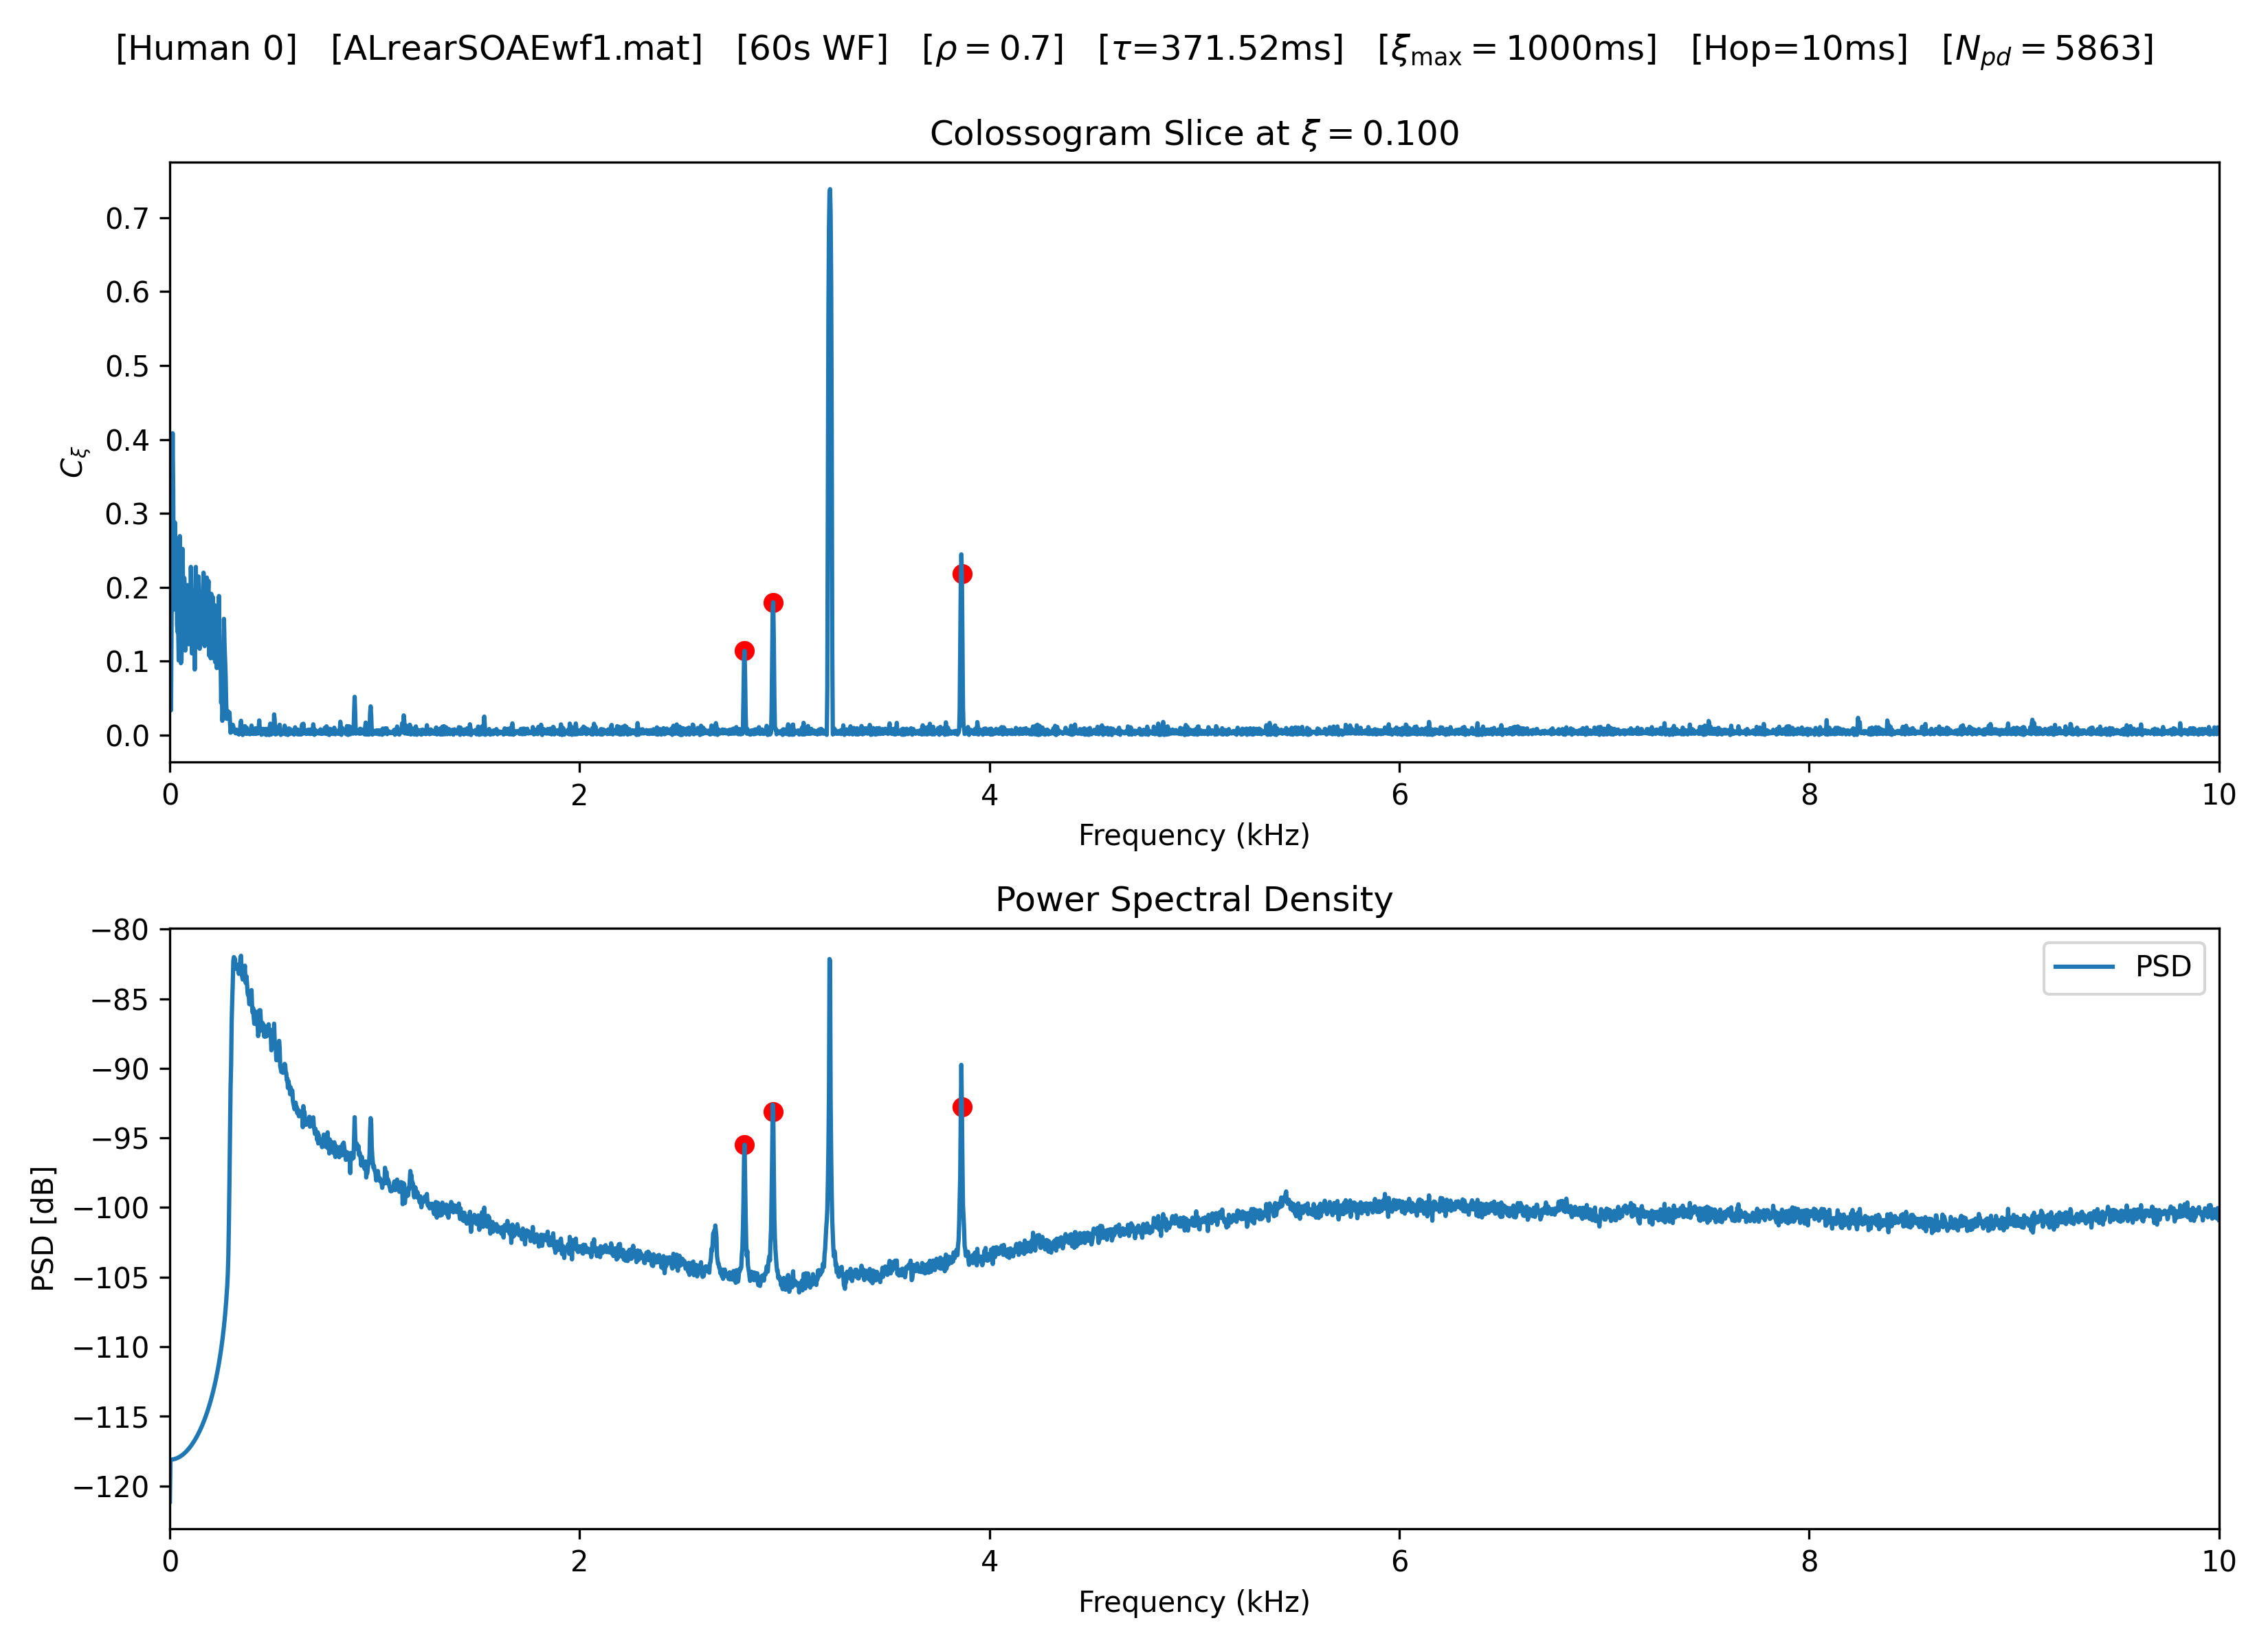 [Human 0]   [ALrearSOAEwf1.mat]   [60s WF]   [ρ = 0.7]   [τ=371.52ms]   [ξmax = 1000ms]   [Hop=10ms]   [Npd = 5863]
Colossogram Slice at ξ = 0.100
0.7
0.6
0.5
0.4
0.3
0.2
0.1
0.0
Cξ
0 2 4 6 8 10
Frequency (kHz)
Power Spectral Density
−80
−85
−90
−95
−100
−105
−110
−115
−120
PSD [dB]
PSD
0 2 4 6 8 10
Frequency (kHz)